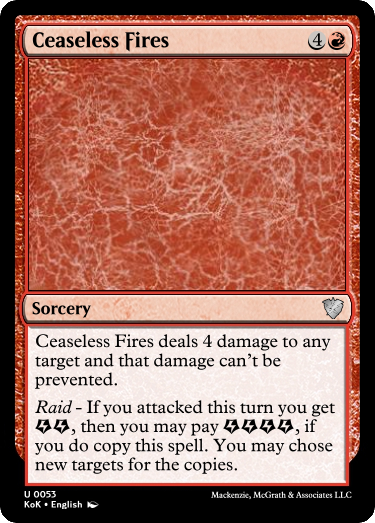 Ceaseless Fires 4
Sorcery
Ceaseless Fires deals 4 damage to any
target and that damage can't be
prevented.
Raid - If you attacked this turn you get
, then you may pay , if
you do copy this spell. You may chose
new targets for the copies.
U 0053
KoK • English
Mackenzie, McGrath & Associates LLC